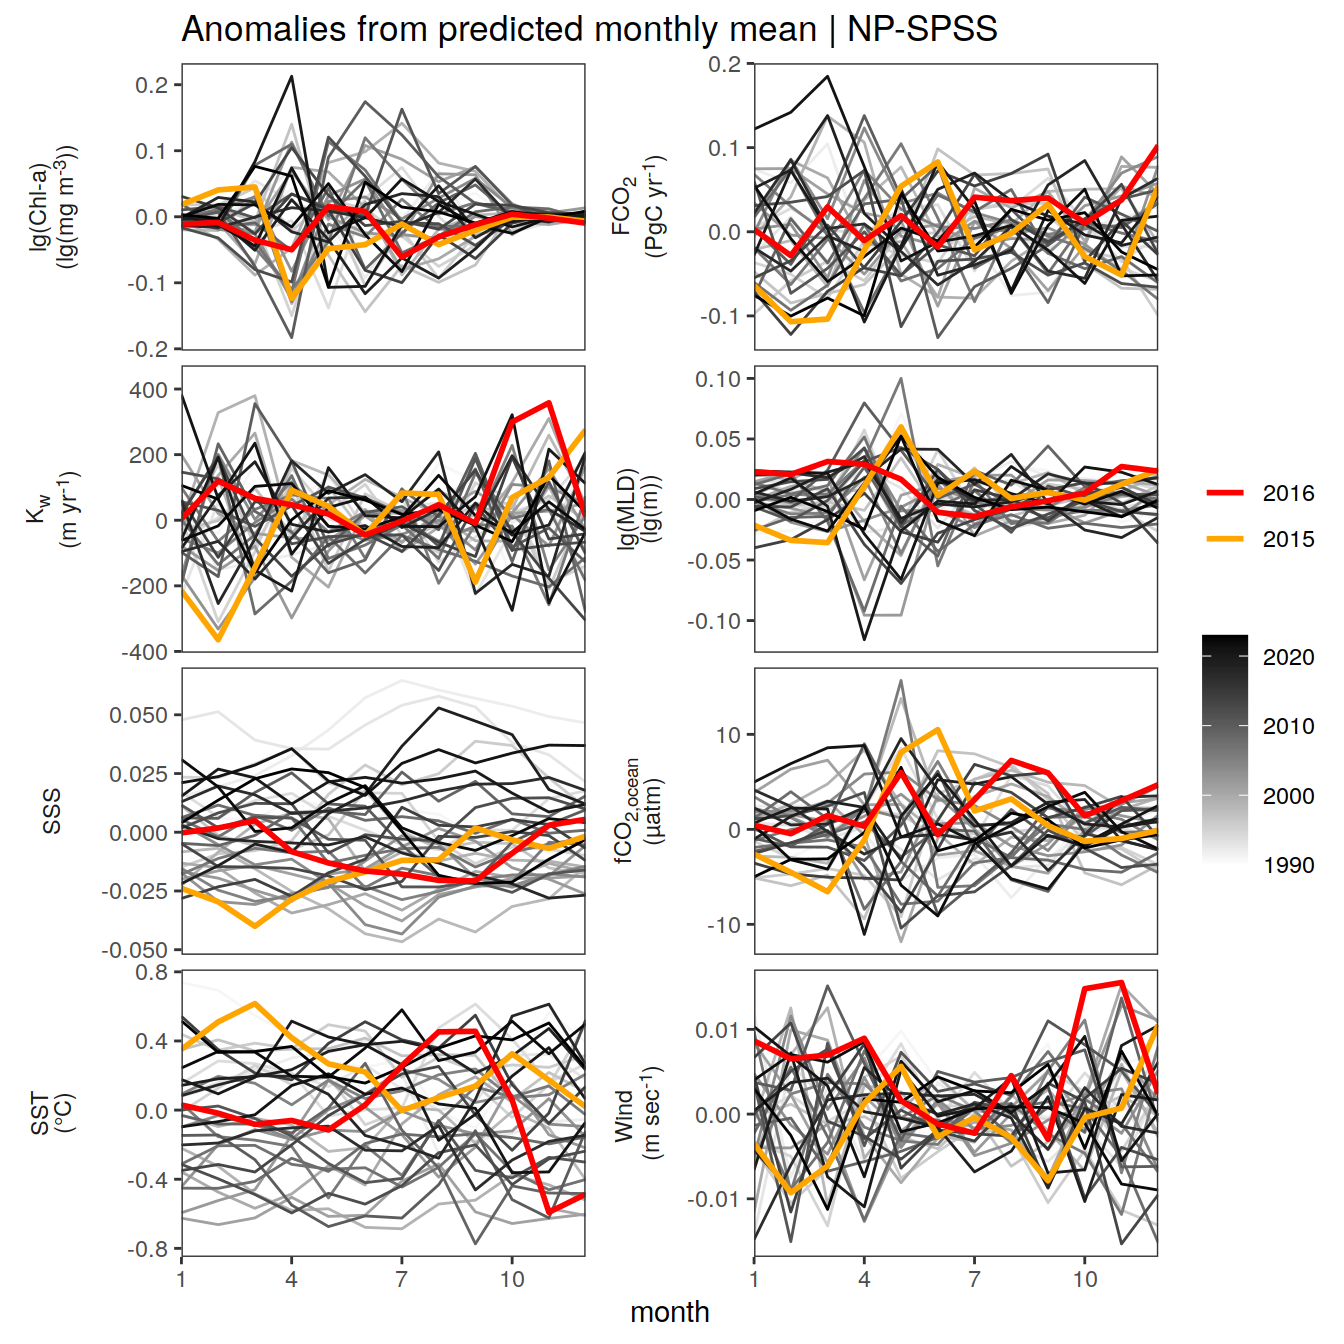 Anomalies from predicted monthly mean | NP-SPSS
lg(Chl-a)
(lg(mg m⁻³))
0.2
0.1
0.0
-0.1
-0.2
FCO₂
(PgC yr⁻¹)
0.2
0.1
0.0
-0.1
Kw
(m yr⁻¹)
400
200
0
-200
-400
lg(MLD)
(lg(m))
0.10
0.05
0.00
-0.05
-0.10
SSS
0.050
0.025
0.000
-0.025
-0.050
fCO2,ocean
(µatm)
10
0
-10
SST
(°C)
0.8
0.4
0.0
-0.4
-0.8
Wind
(m sec⁻¹)
0.01
0.00
-0.01
1 4 7 10
1 4 7 10
month
2016
2015
2020
2010
2000
1990